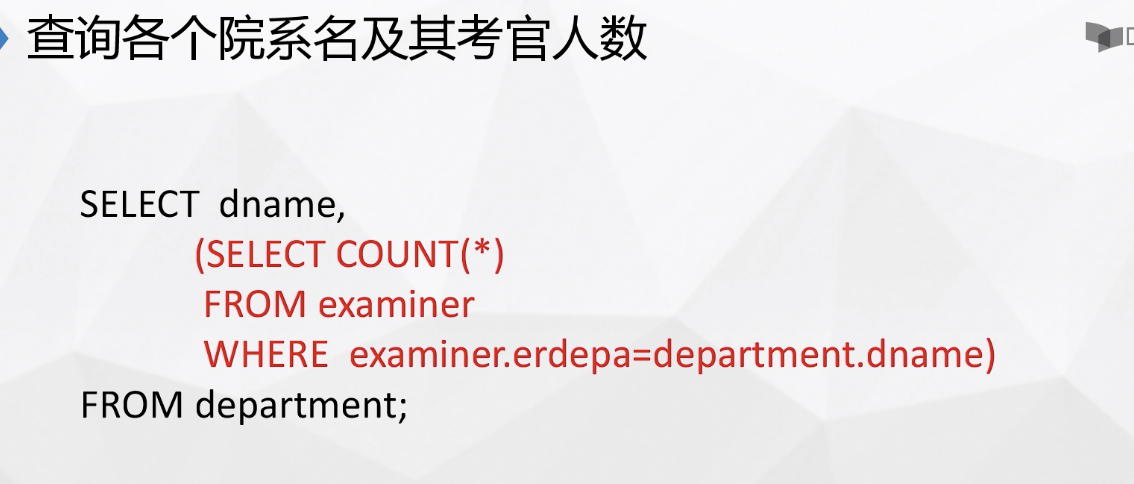 查询各个院系名及其考官人数
SELECT dname,
(SELECT COUNT(*)
FROM examiner
WHERE examiner.erdepa=department.dname)
FROM department;